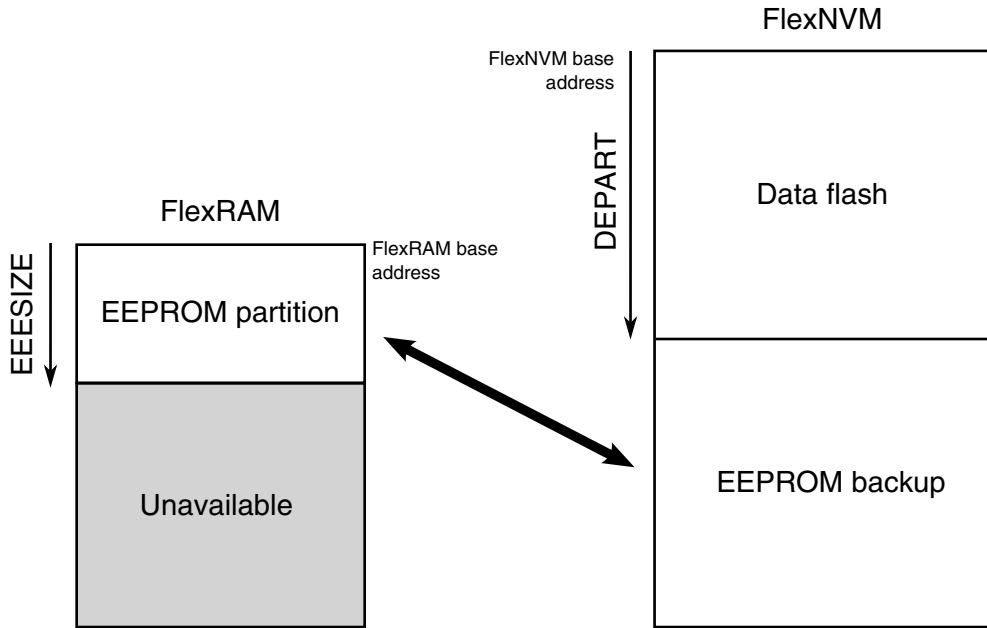 FlexNVM
FlexNVM base
address
DEPART
Data flash
FlexRAM
FlexRAM base
address
EEESIZE
EEPROM partition
Unavailable
EEPROM backup